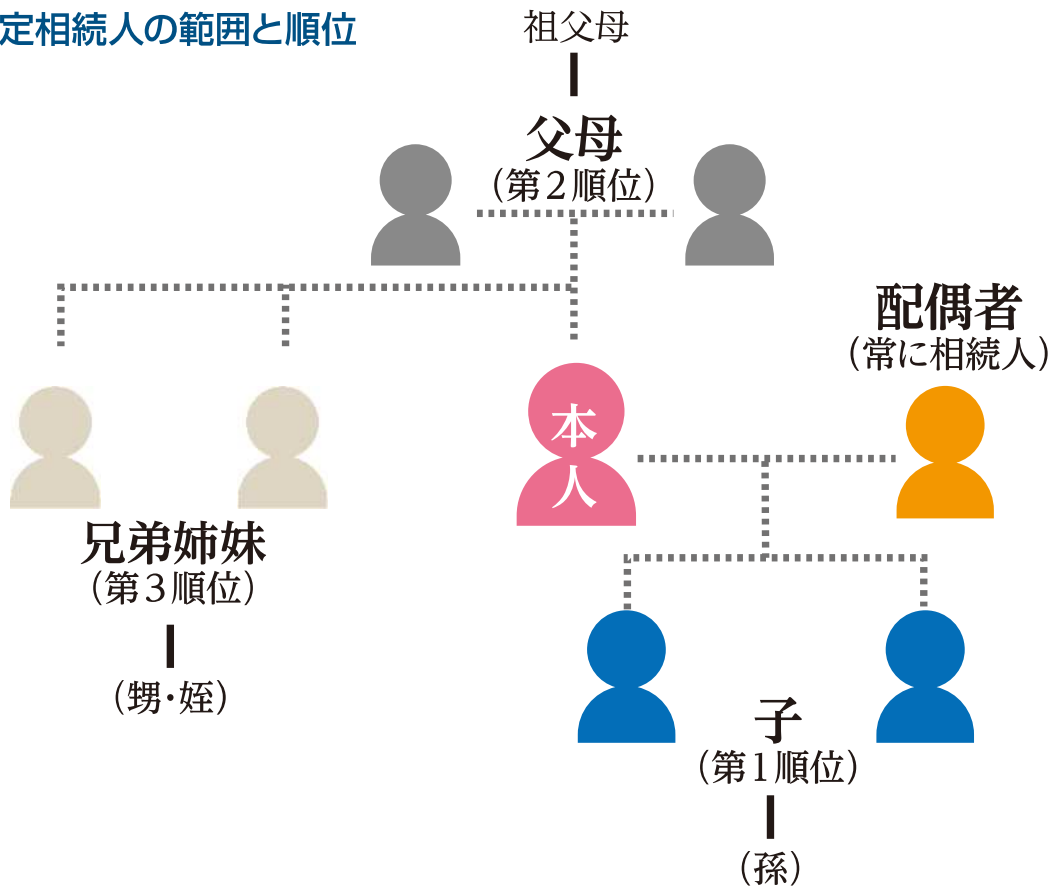 定相続人の範囲と順位
祖父母
父母
（第２順位）
配偶者
（常に相続人）
本人
兄弟姉妹
（第３順位）
（甥・姪）
子
（第１順位）
（孫）